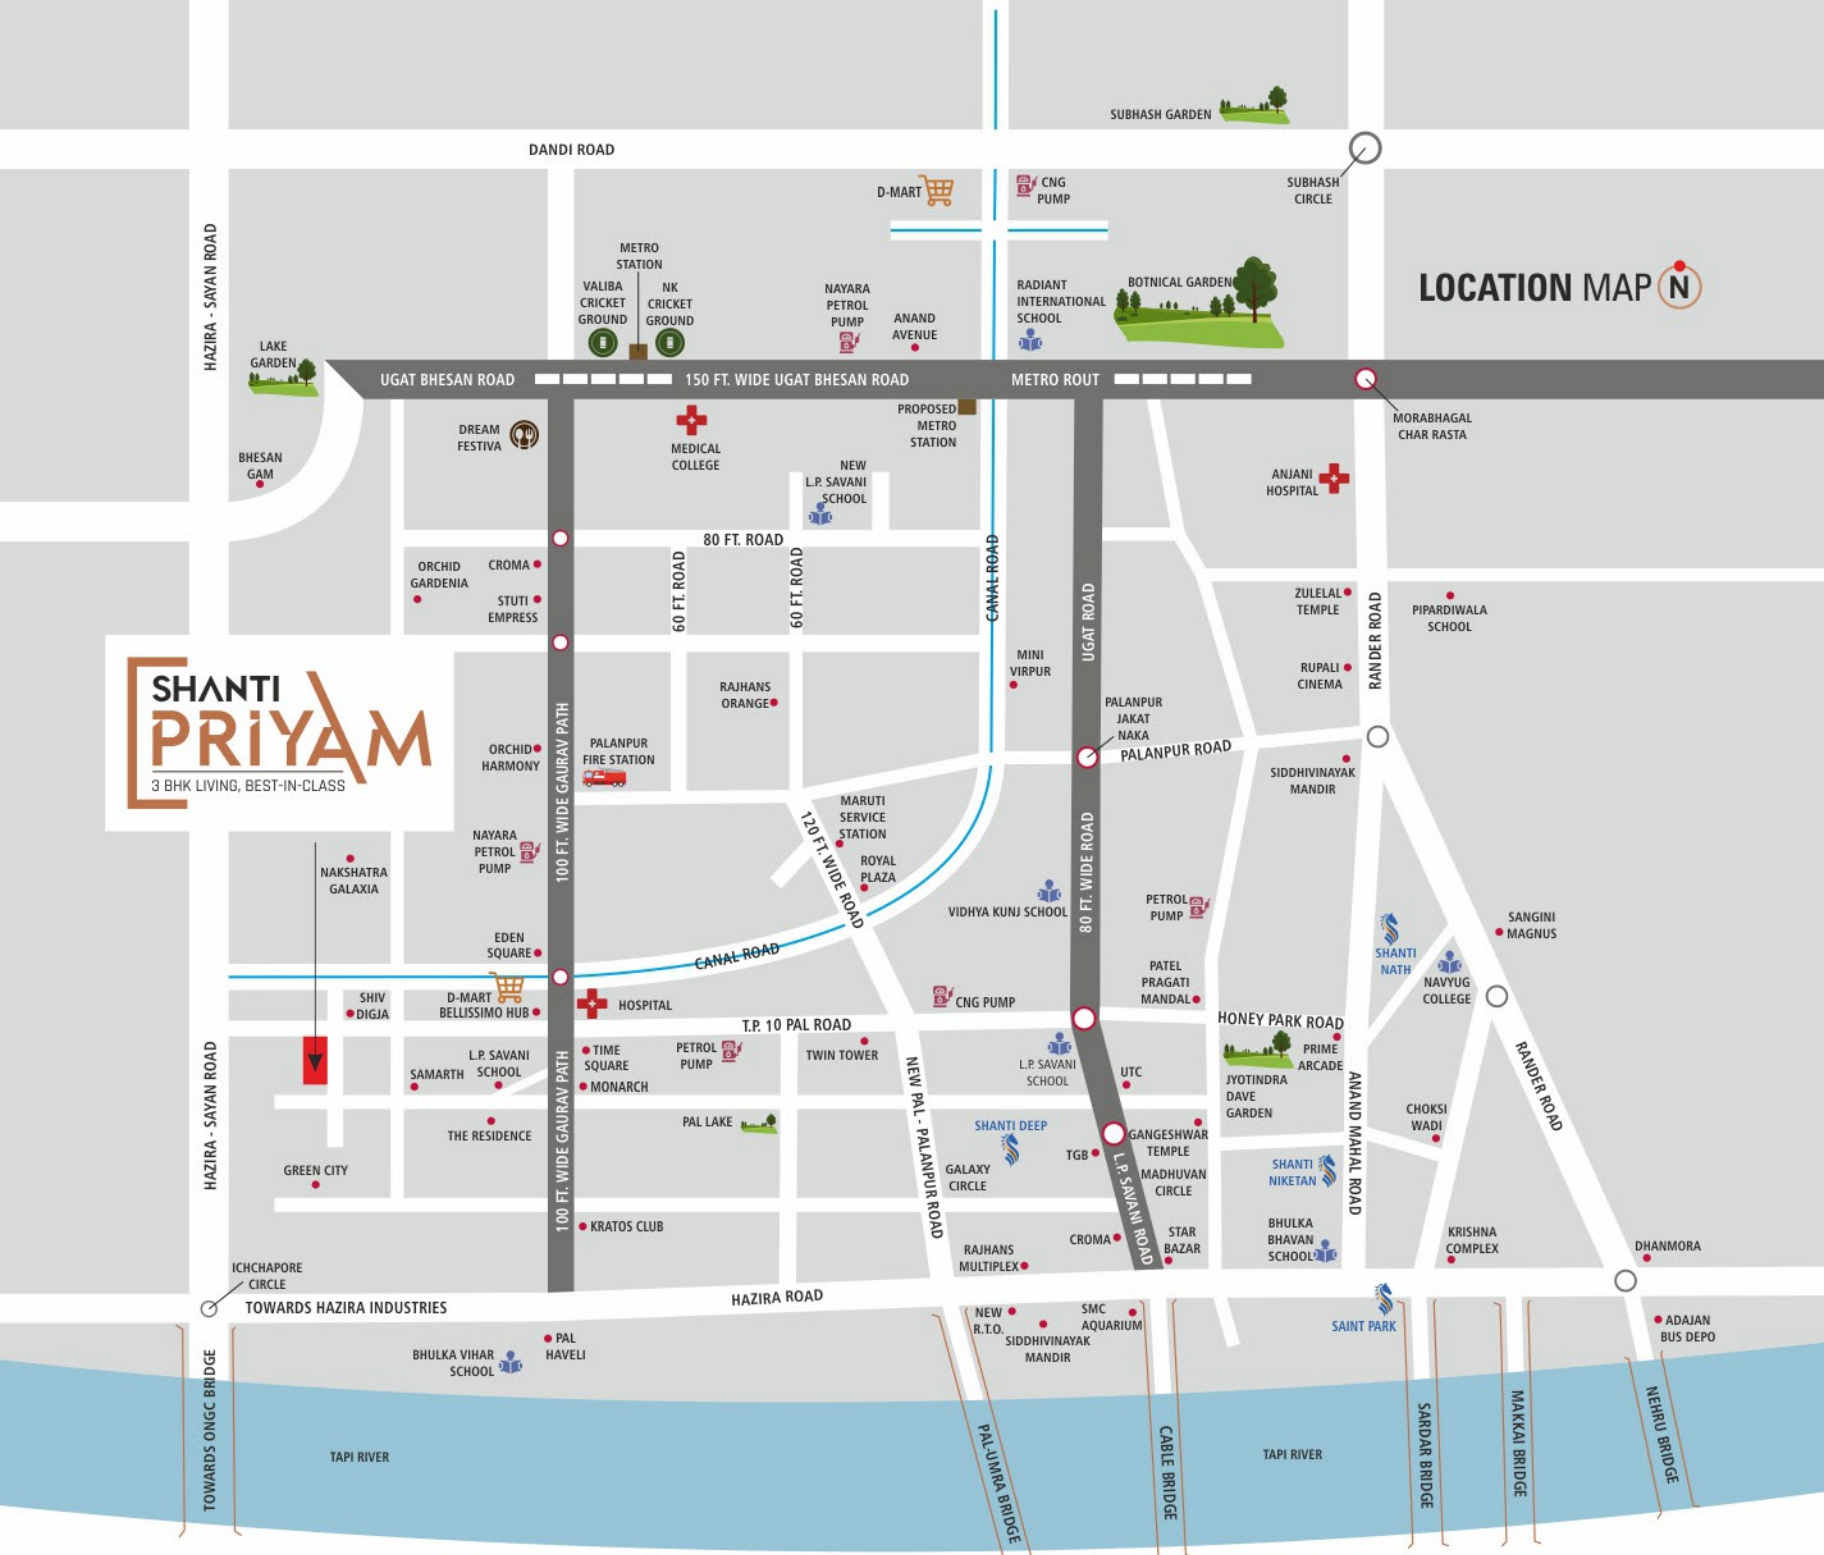 SUBHASH GARDEN
DANDI ROAD
SUBHASH
CIRCLE
D-MART
CNG
PUMP
HAZIRA - SAYAN ROAD
METRO
STATION
VALIBA
CRICKET
GROUND
NK
CRICKET
GROUND
NAYARA
PETROL
PUMP
ANAND
AVENUE
RADIANT
INTERNATIONAL
SCHOOL
BOTNICAL GARDEN
LOCATION MAP N
LAKE
GARDEN
UGAT BHESAN ROAD
150 FT. WIDE UGAT BHESAN ROAD
METRO ROUT
MORABHAGAL
CHAR RASTA
DREAM
FESTIVA
MEDICAL
COLLEGE
PROPOSED
METRO
STATION
BHESAN
GAM
NEW
L.P. SAVANI
SCHOOL
ANJANI
HOSPITAL
80 FT. ROAD
60 FT. ROAD
60 FT. ROAD
CANAL ROAD
UGAT ROAD
ORCHID
GARDENIA
CROMA
STUTI
EMPRESS
ZULELAL
TEMPLE
RANDER ROAD
PIPARDIWALA
SCHOOL
RUPALI
CINEMA
MINI
VIRPUR
SHANTI
PRIYAM
3 BHK LIVING, BEST-IN-CLASS
RAJHANS
ORANGE
PALANPUR
JAKAT
NAKA
PALANPUR ROAD
ORCHID
HARMONY
100 FT. WIDE GAURAV PATH
PALANPUR
FIRE STATION
SIDDHIVINAYAK
MANDIR
MARUTI
SERVICE
STATION
120 FT. WIDE ROAD
ROYAL
PLAZA
NAYARA
PETROL
PUMP
80 FT. WIDE ROAD
NAKSHATRA
GALAXIA
VIDHYA KUNJ SCHOOL
PETROL
PUMP
SANGINI
MAGNUS
SHANTI
NATH
NAVYUG
COLLEGE
EDEN
SQUARE
CANAL ROAD
PATEL
PRAGATI
MANDAL
SHIV
DIGJA
D-MART
BELLISSIMO HUB
HOSPITAL
CNG PUMP
T.P. 10 PAL ROAD
HONEY PARK ROAD
HAZIRA - SAYAN ROAD
L.P. SAVANI
SCHOOL
SAMARTH
100 FT. WIDE GAURAV PATH
TIME
SQUARE
MONARCH
PETROL
PUMP
TWIN TOWER
NEW PAL - PALANPUR ROAD
L.P. SAVANI
SCHOOL
UTC
PRIME
ARCADE
JYOTINDRA
DAVE
GARDEN
ANAND MAHAL ROAD
RANDER ROAD
CHOKSI
WADI
THE RESIDENCE
PAL LAKE
SHANTI DEEP
GANGESHWAR
TEMPLE
TGB
MADHUVAN
CIRCLE
L.P. SAVANI ROAD
GALAXY
CIRCLE
SHANTI
NIKETAN
GREEN CITY
KRATOS CLUB
CROMA
STAR
BAZAR
BHULKA
BHAVAN
SCHOOL
KRISHNA
COMPLEX
DHANMORA
RAJHANS
MULTIPLEX
ICHCHAPORE
CIRCLE
TOWARDS HAZIRA INDUSTRIES
HAZIRA ROAD
NEW
R.T.O.
SIDDHIVINAYAK
MANDIR
SMC
AQUARIUM
SAINT PARK
ADAJAN
BUS DEPO
PAL
HAVELI
BHULKA VIHAR
SCHOOL
TOWARDS ONGC BRIDGE
TAPI RIVER
PAL-UMRA BRIDGE
CABLE BRIDGE
TAPI RIVER
SARDAR BRIDGE
MAKKAI BRIDGE
NEHRU BRIDGE